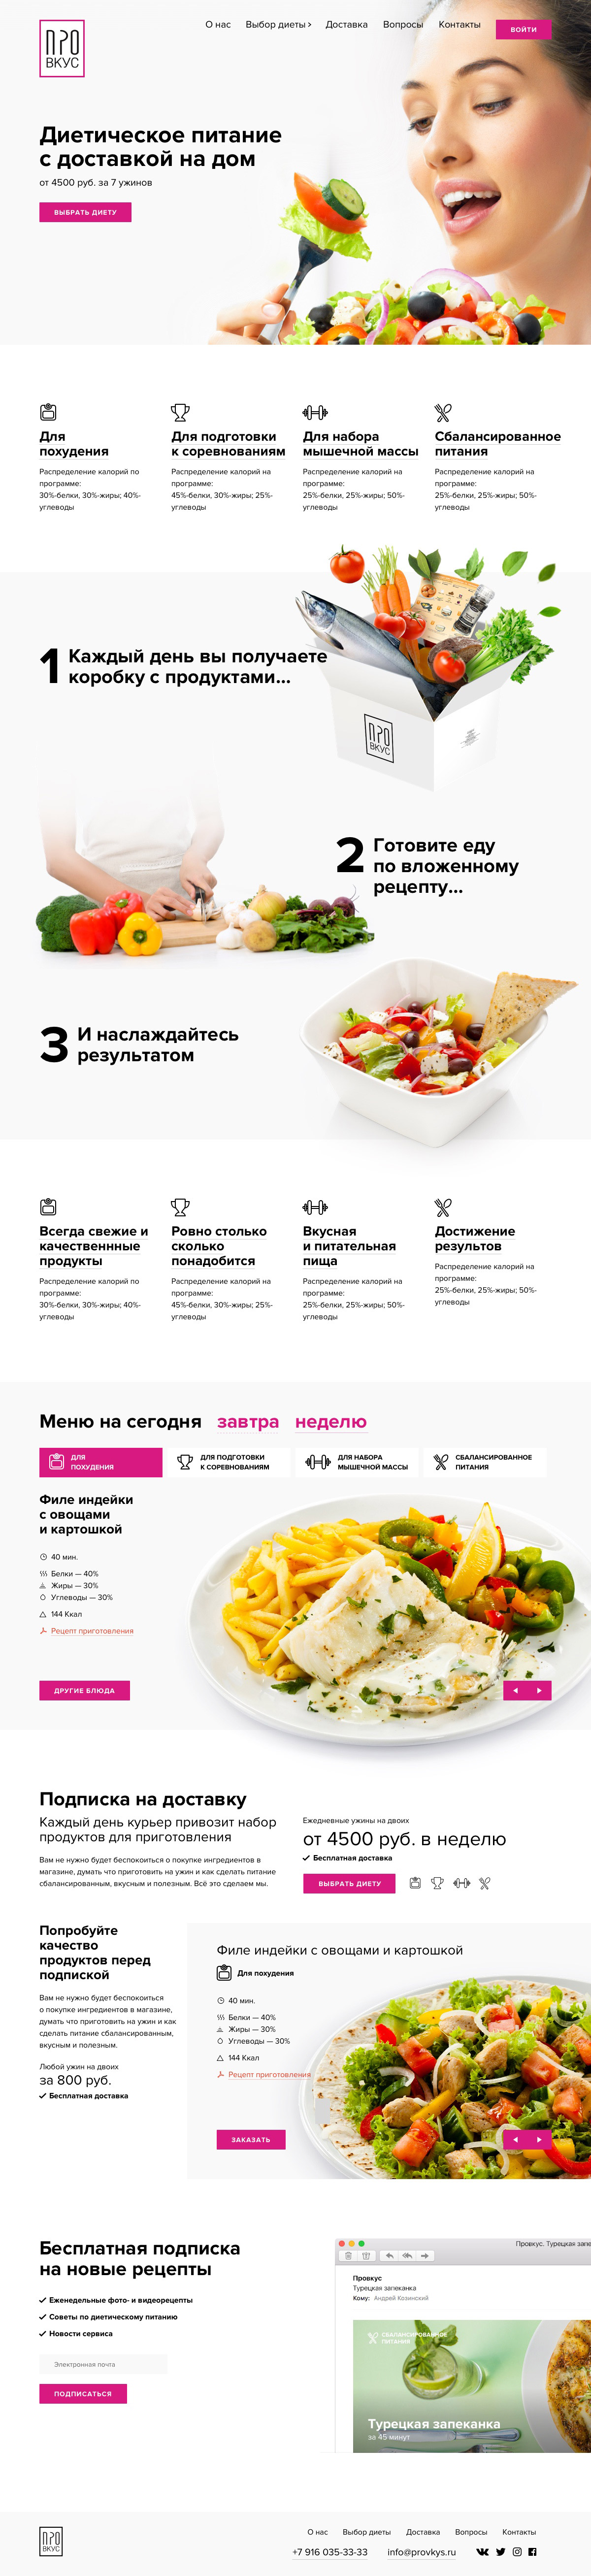 ПРО
ВКУС
О нас
Выбор диеты
Доставка
Вопросы
Контакты
ВОЙТИ
Диетическое питание
с доставкой на дом
от 4500 руб. за 7 ужинов
ВЫБРАТЬ ДИЕТУ
Для
похудения
Распределение калорий по
программе:
30%-белки, 30%-жиры; 40%-
углеводы
Для подготовки
к соревнованиям
Распределение калорий на
программе:
45%-белки, 30%-жиры; 25%-
углеводы
Для набора
мышечной массы
Распределение калорий на
программе:
25%-белки, 25%-жиры; 50%-
углеводы
Сбалансированное
питания
Распределение калорий на
программе:
25%-белки, 25%-жиры; 50%-
углеводы
1 Каждый день вы получаете
коробку с продуктами...
ПРО
ВКУС
2 Готовите еду
по вложенному
рецепту...
3 И наслаждайтесь
результатом
Всегда свежие и
качественнные
продукты
Распределение калорий по
программе:
30%-белки, 30%-жиры; 40%-
углеводы
Ровно столько
сколько
понадобится
Распределение калорий на
программе:
45%-белки, 30%-жиры; 25%-
углеводы
Вкусная
и питательная
пища
Распределение калорий на
программе:
25%-белки, 25%-жиры; 50%-
углеводы
Достижение
результов
Распределение калорий на
программе:
25%-белки, 25%-жиры; 50%-
углеводы
Меню на сегодня завтра неделю
ДЛЯ
ПОХУДЕНИЯ
ДЛЯ ПОДГОТОВКИ
К СОРЕВНОВАНИЯМ
ДЛЯ НАБОРА
МЫШЕЧНОЙ МАССЫ
СБАЛАНСИРОВАННОЕ
ПИТАНИЯ
Филе индейки
с овощами
и картошкой
40 мин.
Белки — 40%
Жиры — 30%
Углеводы — 30%
144 Ккал
Рецепт приготовления
ДРУГИЕ БЛЮДА
Подписка на доставку
Каждый день курьер привозит набор
продуктов для приготовления
Вам не нужно будет беспокоиться о покупке ингредиентов в
магазине, думать что приготовить на ужин и как сделать питание
сбалансированным, вкусным и полезным. Всё это сделаем мы.
Ежедневные ужины на двоих
от 4500 руб. в неделю
Бесплатная доставка
ВЫБРАТЬ ДИЕТУ
Попробуйте
качество
продуктов перед
подпиской
Вам не нужно будет беспокоиться
о покупке ингредиентов в магазине,
думать что приготовить на ужин и как
сделать питание сбалансированным,
вкусным и полезным.
Любой ужин на двоих
за 800 руб.
Бесплатная доставка
Филе индейки с овощами и картошкой
Для похудения
40 мин.
Белки — 40%
Жиры — 30%
Углеводы — 30%
144 Ккал
Рецепт приготовления
ЗАКАЗАТЬ
Бесплатная подписка
на новые рецепты
Еженедельные фото- и видеорецепты
Советы по диетическому питанию
Новости сервиса
Электронная почта
ПОДПИСАТЬСЯ
Провкус. Турецкая запе
Провкус
Турецкая запеканка
Кому: Андрей Козинский
СБАЛАНСИРОВАННОЕ
ПИТАНИЯ
Турецкая запеканка
за 45 минут
ПРО
ВКУС
О нас
Выбор диеты
Доставка
Вопросы
Контакты
+7 916 035-33-33
info@provkys.ru